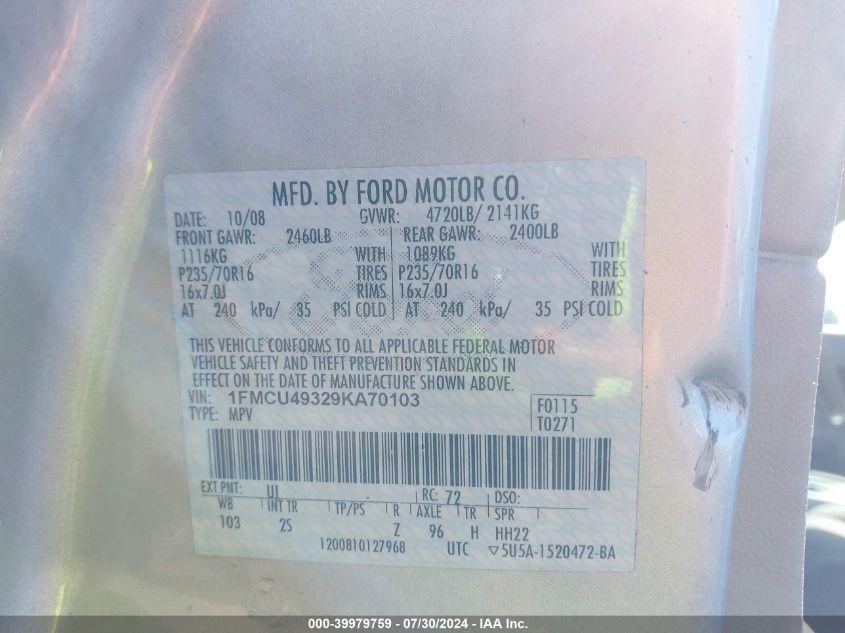 MFD. BY FORD MOTOR CO.
DATE: 10/08 GVWR: 4720LB/ 2141KG
FRONT GAWR: 2460LB REAR GAWR: 2400LB
1116KG WITH 1089KG WITH
P235/70R16 TIRES P235/70R16 TIRES
16x7.0J RIMS 16x7.0J RIMS
AT 240 kPa/ 35 PSI COLD AT 240 kPa/ 35 PSI COLD
THIS VEHICLE CONFORMS TO ALL APPLICABLE FEDERAL MOTOR
VEHICLE SAFETY AND THEFT PREVENTION STANDARDS IN
EFFECT ON THE DATE OF MANUFACTURE SHOWN ABOVE.
VIN: 1FMCU49329KA70103 F0115
TYPE: MPV T0271
EXT PNT: UJ RC: 72 DSO:
WB INT TR TP/PS R AXLE TR SPR
103 2S Z 96 H HH22
1200810127968 UTC ▽5U5A-1520472-BA
000-39979759 / 07/30/2024 - IAA Inc.